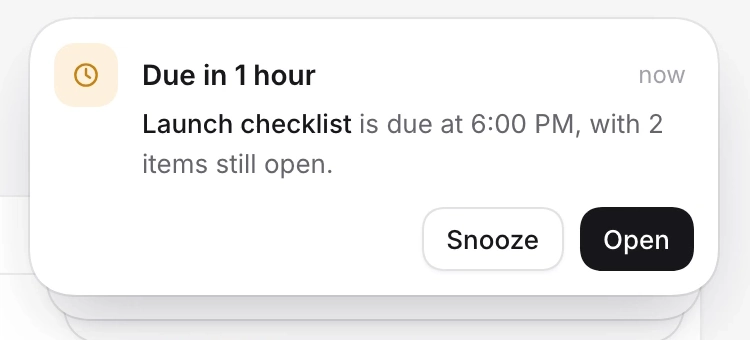 Due in 1 hour
now
Launch checklist is due at 6:00 PM, with 2
items still open.
Snooze
Open